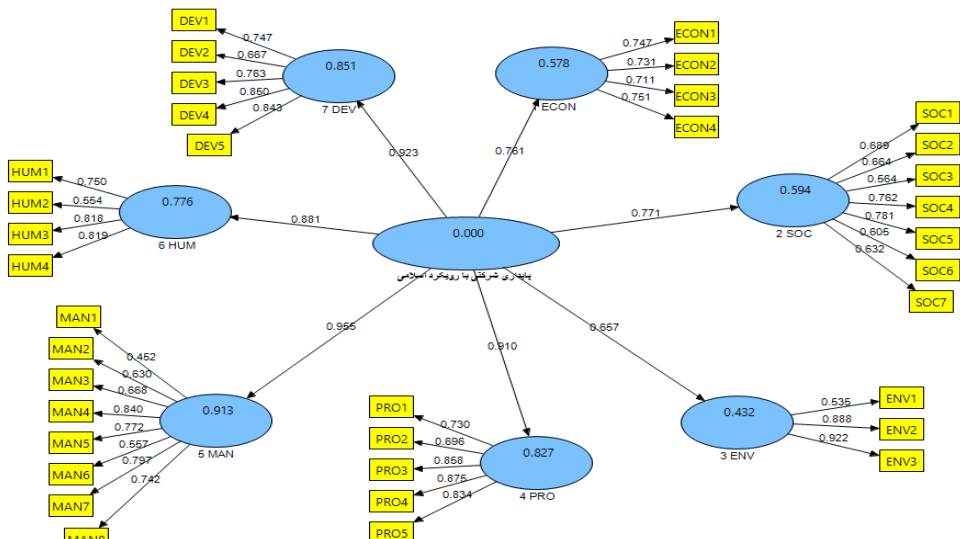 DEV1
DEV2
DEV3
DEV4
DEV5
0.747
0.667
0.763
0.850
0.843
0.851
7 DEV
0.923
0.578
1 ECON
0.761
0.747
0.731
0.711
0.751
ECON1
ECON2
ECON3
ECON4
HUM1
HUM2
HUM3
HUM4
0.750
0.554
0.818
0.819
0.776
6 HUM
0.881
0.000
پایداری شرکتی با رویکرد اسلامی
0.771
0.594
2 SOC
0.689
0.664
0.564
0.762
0.781
0.605
0.632
SOC1
SOC2
SOC3
SOC4
SOC5
SOC6
SOC7
MAN1
MAN2
MAN3
MAN4
MAN5
MAN6
MAN7
MAN8
0.452
0.630
0.668
0.840
0.772
0.557
0.797
0.742
0.913
5 MAN
0.955
PRO1
PRO2
PRO3
PRO4
PRO5
0.730
0.696
0.858
0.875
0.834
0.827
4 PRO
0.910
0.657
0.432
3 ENV
0.535
0.888
0.922
ENV1
ENV2
ENV3